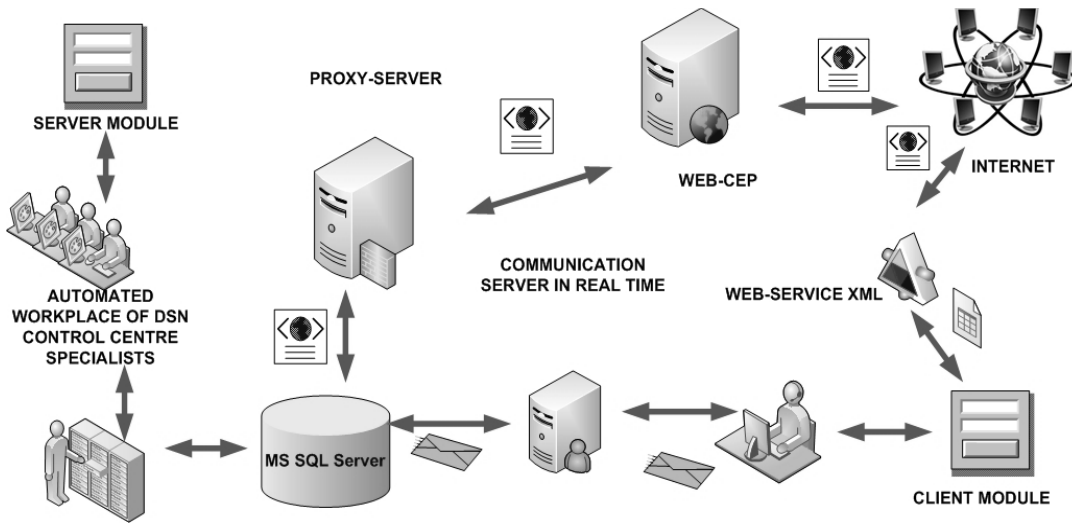 SERVER MODULE
PROXY-SERVER
WEB-CEP
INTERNET
AUTOMATED
WORKPLACE OF DSN
CONTROL CENTRE
SPECIALISTS
COMMUNICATION
SERVER IN REAL TIME
WEB-SERVICE XML
MS SQL Server
CLIENT MODULE